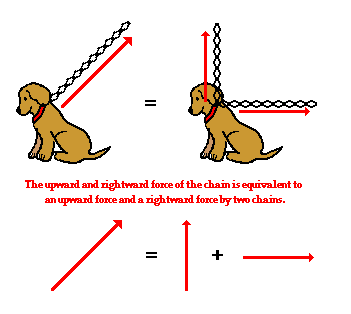 =
The upward and rightward force of the chain is equivalent to
an upward force and a rightward force by two chains.
= +